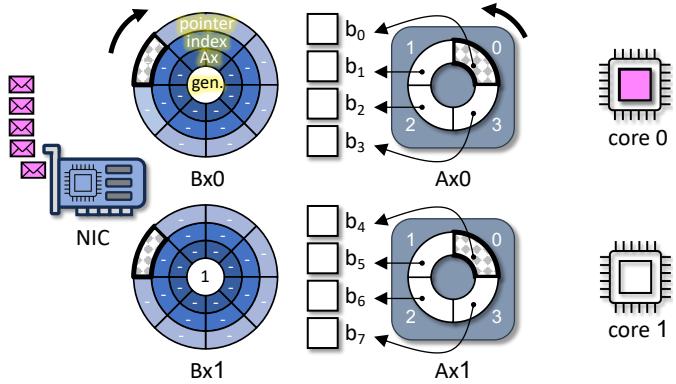 pointer
index
Ax
gen.
Bx0
b0
b1
b2
b3
1
0
2
3
Ax0
core 0
NIC
- - - - - - - -
1
Bx1
b4
b5
b6
b7
1
0
2
3
Ax1
core 1